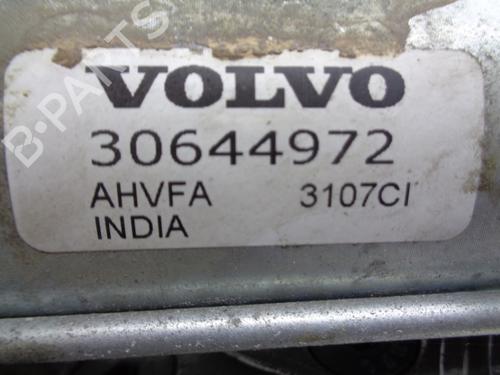 VOLVO
30644972
AHVFA 3107CI
INDIA
B-PARTS